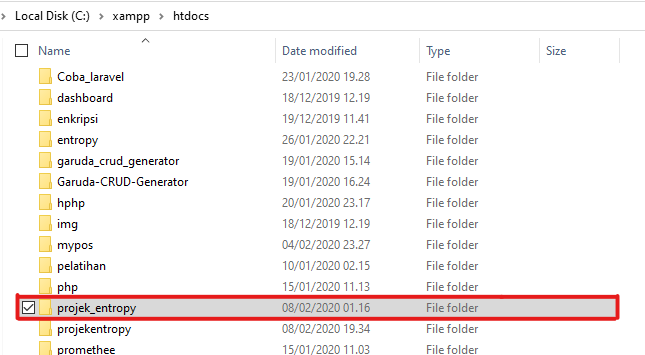 Local Disk (C:) > xampp > htdocs
Name Date modified Type Size
Coba_laravel 23/01/2020 19.28 File folder
dashboard 18/12/2019 12.19 File folder
enkripsi 19/12/2019 11.41 File folder
entropy 26/01/2020 22.21 File folder
garuda_crud_generator 19/01/2020 15.14 File folder
Garuda-CRUD-Generator 19/01/2020 16.24 File folder
hphp 20/01/2020 23.17 File folder
img 18/12/2019 12.19 File folder
mypos 04/02/2020 23.27 File folder
pelatihan 10/01/2020 02.15 File folder
php 15/01/2020 11.13 File folder
projek_entropy 08/02/2020 01.16 File folder
projekentropy 08/02/2020 19.34 File folder
promethee 15/01/2020 11.03 File folder